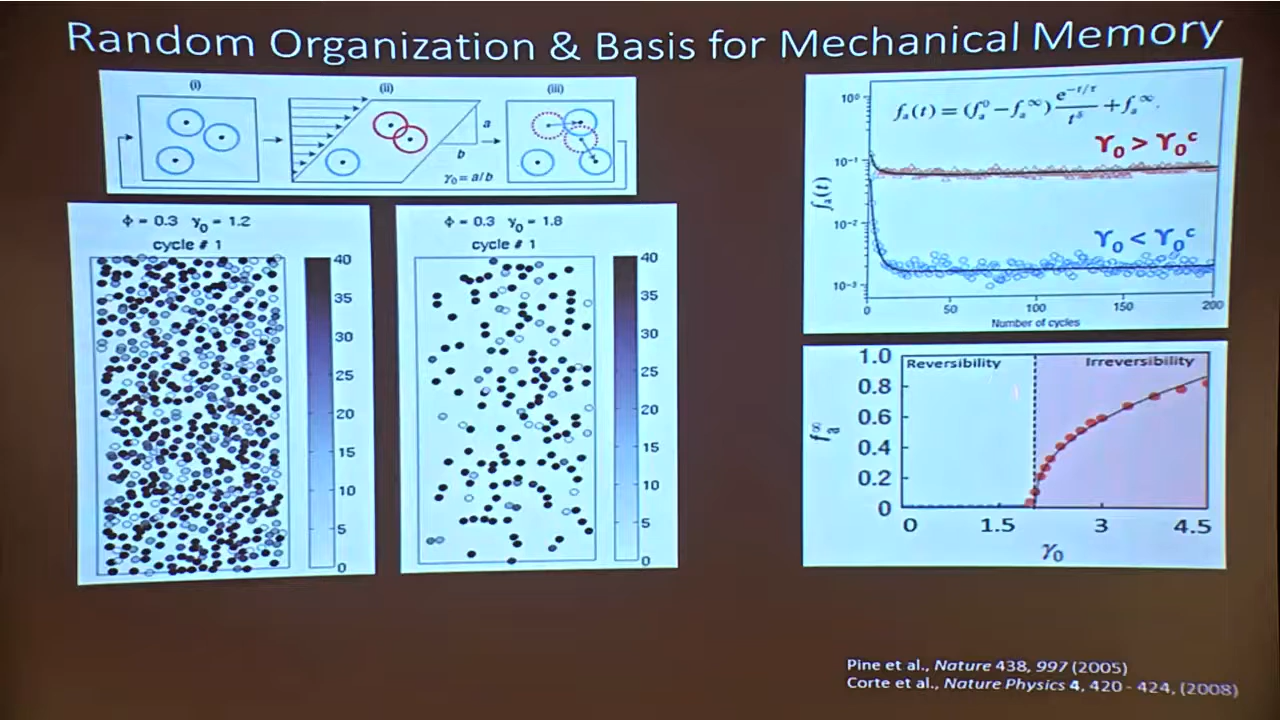 Random Organization & Basis for Mechanical Memory
(i) (ii) (iii)
a
b
γ₀ = a/b
ϕ = 0.3 γ₀ = 1.2
cycle # 1
40
35
30
25
20
15
10
5
0
ϕ = 0.3 γ₀ = 1.8
cycle # 1
40
35
30
25
20
15
10
5
0
fₐ(t) = (fₐ⁰ − fₐ^∞) e^(−t/τ) / t^δ + fₐ^∞.
ϒ₀ > ϒ₀ᶜ
ϒ₀ < ϒ₀ᶜ
fₐ(t)
10⁰
10⁻¹
10⁻²
10⁻³
0 50 100 150 200
Number of cycles
Reversibility Irreversibility
fₐ^∞
1.0
0.8
0.6
0.4
0.2
0
0 1.5 3 4.5
γ₀
Pine et al., Nature 438, 997 (2005)
Corte et al., Nature Physics 4, 420 - 424, (2008)